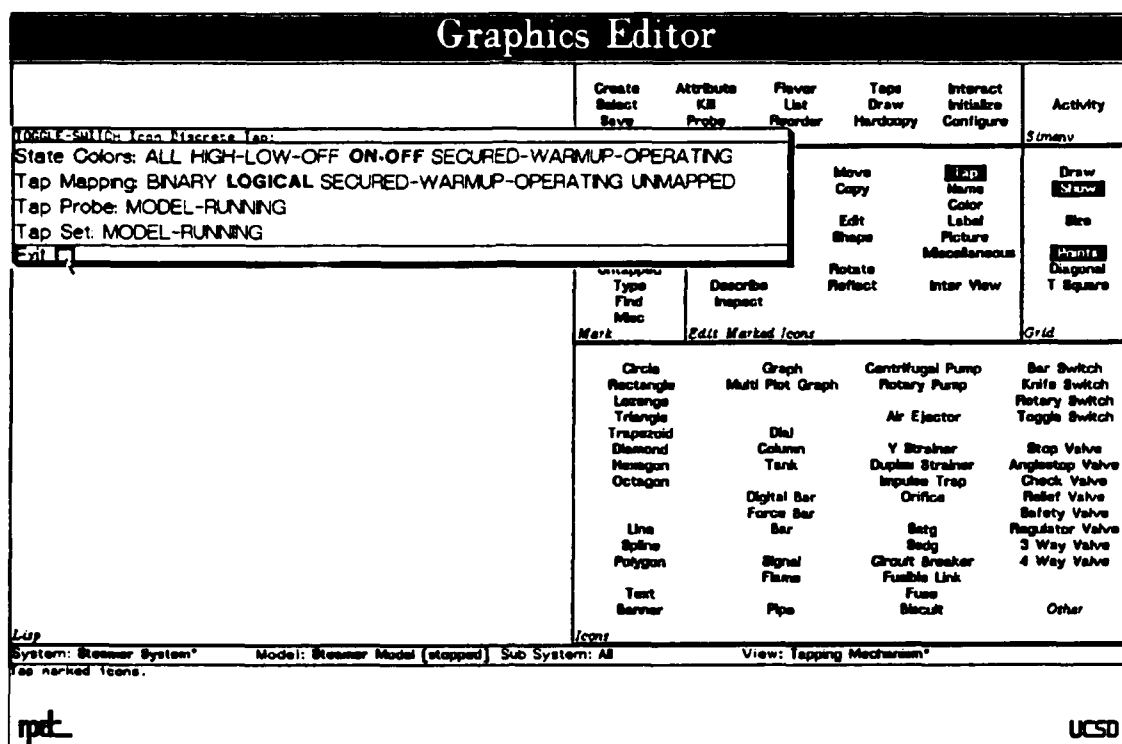 Graphics Editor
Create Attribute Flavor Taps Interact
Select Kill List Draw Initialize Activity
Save Probe Reorder Hardcopy Configure
Simenv
TOGGLE-SWITCH Icon Discrete Tap:
State Colors: ALL HIGH-LOW-OFF ON-OFF SECURED-WARMUP-OPERATING
Tap Mapping: BINARY LOGICAL SECURED-WARMUP-OPERATING UNMAPPED
Tap Probe: MODEL-RUNNING
Tap Set: MODEL-RUNNING
Exit
Move Tap Draw
Copy Name Show
Color
Edit Label Size
Shape Picture
Miscellaneous Points
Untapped Rotate Diagonal
Type Describe Reflect Inter View T Square
Find Inspect
Misc
Mark Edit Marked Icons Grid
Circle Graph Centrifugal Pump Bar Switch
Rectangle Multi Plot Graph Rotary Pump Knife Switch
Lozenge Rotary Switch
Triangle Air Ejector Toggle Switch
Trapezoid Dial
Diamond Column Y Strainer Stop Valve
Hexagon Tank Duplex Strainer Anglestop Valve
Octagon Impulse Trap Check Valve
Digital Bar Orifice Relief Valve
Force Bar Safety Valve
Line Bar Regulator Valve
Spline 3 Way Valve
Polygon Signal Circuit Breaker 4 Way Valve
Flame Fusible Link
Text Fuse
Banner Pipe Biscuit Other
Lisp Icons
System: Steamer System* Model: Steamer Model [stopped] Sub System: All View: Tapping Mechanism*
Tap marked icons.
UCSD